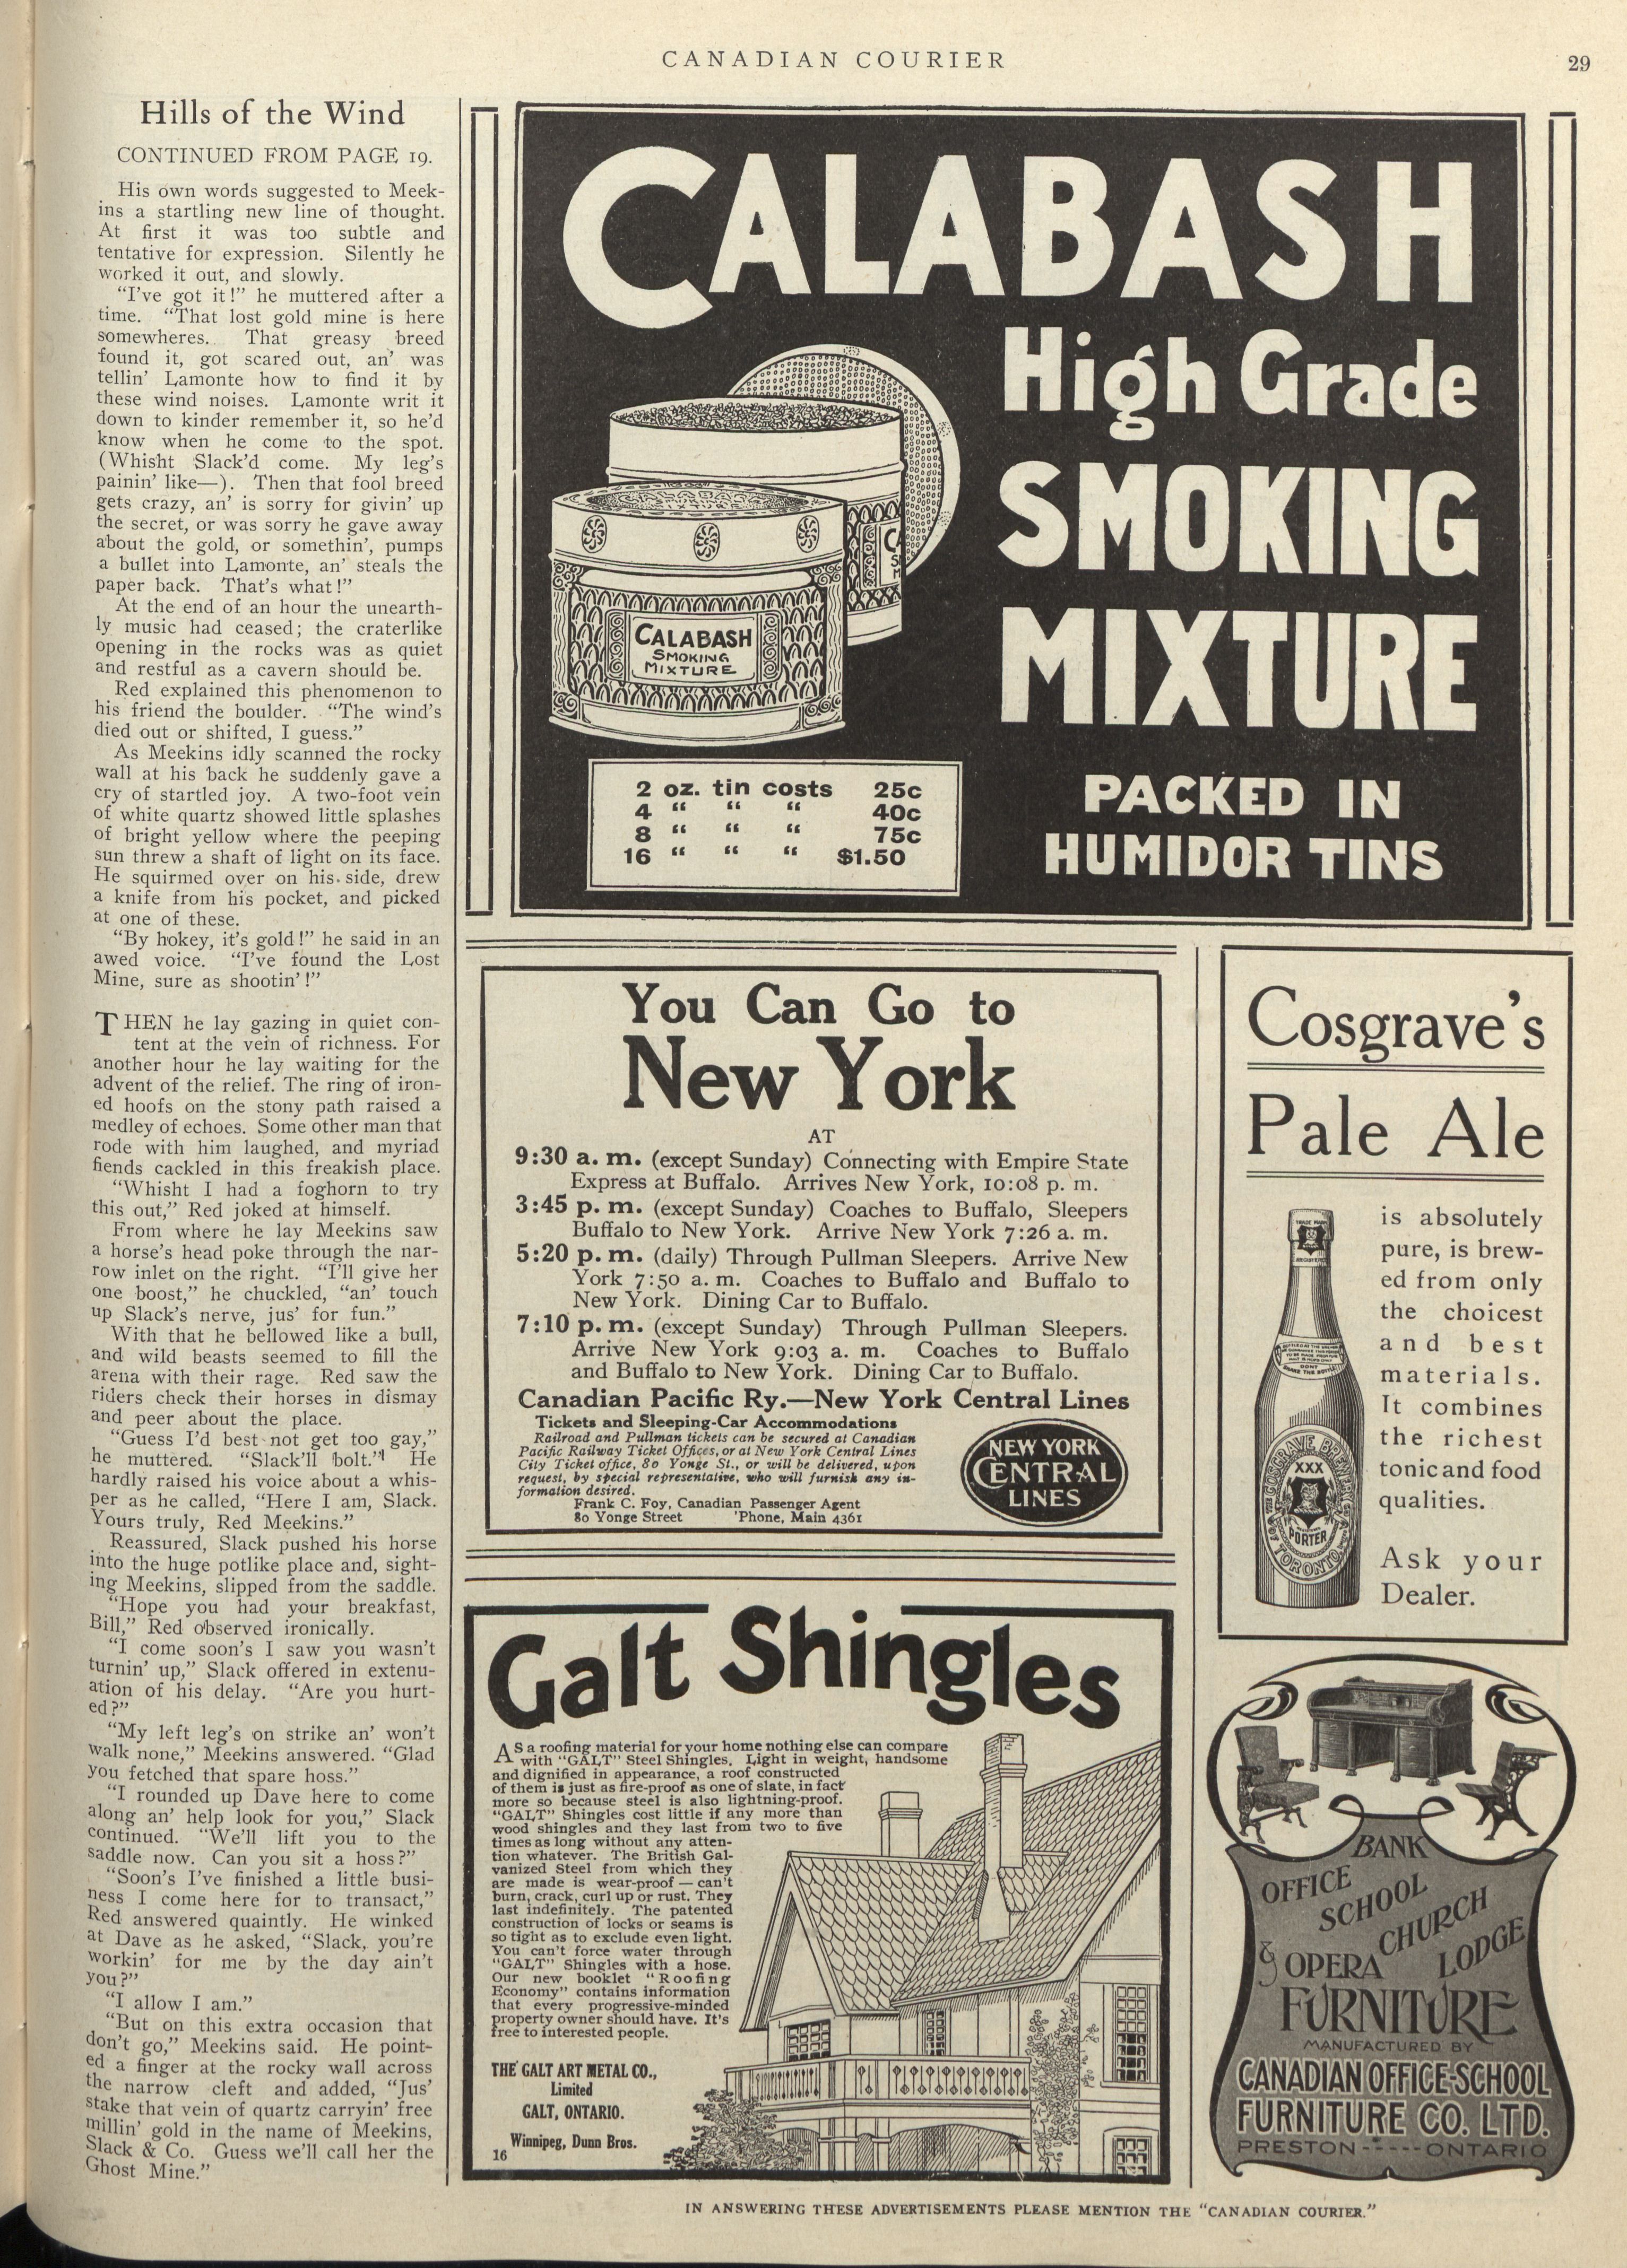 CANADIAN COURIER
29
Hills of the Wind
CONTINUED FROM PAGE 19.
His own words suggested to Meek-
ins a startling new line of thought.
At first it was too subtle and
tentative for expression. Silently he
worked it out, and slowly.
"I've got it!" he muttered after a
time. "That lost gold mine is here
somewheres. That greasy breed
found it, got scared out, an' was
tellin' Lamonte how to find it by
these wind noises. Lamonte writ it
down to kinder remember it, so he'd
know when he come to the spot.
(Whisht Slack'd come. My leg's
painin' like—). Then that fool breed
gets crazy, an' is sorry for givin' up
the secret, or was sorry he gave away
about the gold, or somethin', pumps
a bullet into Lamonte, an' steals the
paper back. That's what!"
At the end of an hour the unearth-
ly music had ceased; the craterlike
opening in the rocks was as quiet
and restful as a cavern should be.
Red explained this phenomenon to
his friend the boulder. "The wind's
died out or shifted, I guess."
As Meekins idly scanned the rocky
wall at his back he suddenly gave a
cry of startled joy. A two-foot vein
of white quartz showed little splashes
of bright yellow where the peeping
sun threw a shaft of light on its face.
He squirmed over on his side, drew
a knife from his pocket, and picked
at one of these.
"By hokey, it's gold!" he said in an
awed voice. "I've found the Lost
Mine, sure as shootin'!"
THEN he lay gazing in quiet con-
tent at the vein of richness. For
another hour he lay waiting for the
advent of the relief. The ring of iron-
ed hoofs on the stony path raised a
medley of echoes. Some other man that
rode with him laughed, and myriad
fiends cackled in this freakish place.
"Whisht I had a foghorn to try
this out," Red joked at himself.
From where he lay Meekins saw
a horse's head poke through the nar-
row inlet on the right. "I'll give her
one boost," he chuckled, "an' touch
up Slack's nerve, jus' for fun."
With that he bellowed like a bull,
and wild beasts seemed to fill the
arena with their rage. Red saw the
riders check their horses in dismay
and peer about the place.
"Guess I'd best not get too gay,"
he muttered. "Slack'll bolt." He
hardly raised his voice about a whis-
per as he called, "Here I am, Slack.
Yours truly, Red Meekins."
Reassured, Slack pushed his horse
into the huge potlike place and, sight-
ing Meekins, slipped from the saddle.
"Hope you had your breakfast,
Bill," Red observed ironically.
"I come soon's I saw you wasn't
turnin' up," Slack offered in extenu-
ation of his delay. "Are you hurt-
ed?"
"My left leg's on strike an' won't
walk none," Meekins answered. "Glad
you fetched that spare hoss."
"I rounded up Dave here to come
along an' help look for you," Slack
continued. "We'll lift you to the
saddle now. Can you sit a hoss?"
"Soon's I've finished a little busi-
ness I come here for to transact,"
Red answered quaintly. He winked
at Dave as he asked, "Slack, you're
workin' for me by the day ain't
you?"
"I allow I am."
"But on this extra occasion that
don't go," Meekins said. He point-
ed a finger at the rocky wall across
the narrow cleft and added, "Jus'
stake that vein of quartz carryin' free
millin' gold in the name of Meekins,
Slack & Co. Guess we'll call her the
Ghost Mine."
CALABASH
High Grade
SMOKING
MIXTURE
CALABASH
SMOKING
MIXTURE
2 oz. tin costs 25c
4 " " " 40c
8 " " " 75c
16 " " " $1.50
PACKED IN
HUMIDOR TINS
You Can Go to
New York
AT
9:30 a. m. (except Sunday) Connecting with Empire State
Express at Buffalo. Arrives New York, 10:08 p. m.
3:45 p. m. (except Sunday) Coaches to Buffalo, Sleepers
Buffalo to New York. Arrive New York 7:26 a. m.
5:20 p. m. (daily) Through Pullman Sleepers. Arrive New
York 7:50 a. m. Coaches to Buffalo and Buffalo to
New York. Dining Car to Buffalo.
7:10 p. m. (except Sunday) Through Pullman Sleepers.
Arrive New York 9:03 a. m. Coaches to Buffalo
and Buffalo to New York. Dining Car to Buffalo.
Canadian Pacific Ry.—New York Central Lines
Tickets and Sleeping-Car Accommodations
Railroad and Pullman tickets can be secured at Canadian
Pacific Railway Ticket Offices, or at New York Central Lines
City Ticket office, 80 Yonge St., or will be delivered, upon
request, by special representative, who will furnish any in-
formation desired.
Frank C. Foy, Canadian Passenger Agent
80 Yonge Street 'Phone, Main 4361
NEW YORK
CENTRAL
LINES
Cosgrave's
Pale Ale
is absolutely
pure, is brew-
ed from only
the choicest
and best
materials.
It combines
the richest
tonic and food
qualities.
Ask your
Dealer.
TRADE MARK
XXX
PORTER
TORONTO
Galt Shingles
AS a roofing material for your home nothing else can compare
with "GALT" Steel Shingles. Light in weight, handsome
and dignified in appearance, a roof constructed
of them is just as fire-proof as one of slate, in fact
more so because steel is also lightning-proof.
"GALT" Shingles cost little if any more than
wood shingles and they last from two to five
times as long without any atten-
tion whatever. The British Gal-
vanized Steel from which they
are made is wear-proof — can't
burn, crack, curl up or rust. They
last indefinitely. The patented
construction of locks or seams is
so tight as to exclude even light.
You can't force water through
"GALT" Shingles with a hose.
Our new booklet "Roofing
Economy" contains information
that every progressive-minded
property owner should have. It's
free to interested people.
THE GALT ART METAL CO.,
Limited
GALT, ONTARIO.
Winnipeg, Dunn Bros.
16
BANK
OFFICE
SCHOOL
CHURCH
& OPERA
LODGE
FURNITURE
MANUFACTURED BY
CANADIAN OFFICE-SCHOOL
FURNITURE CO. LTD.
PRESTON ----- ONTARIO
IN ANSWERING THESE ADVERTISEMENTS PLEASE MENTION THE "CANADIAN COURIER."